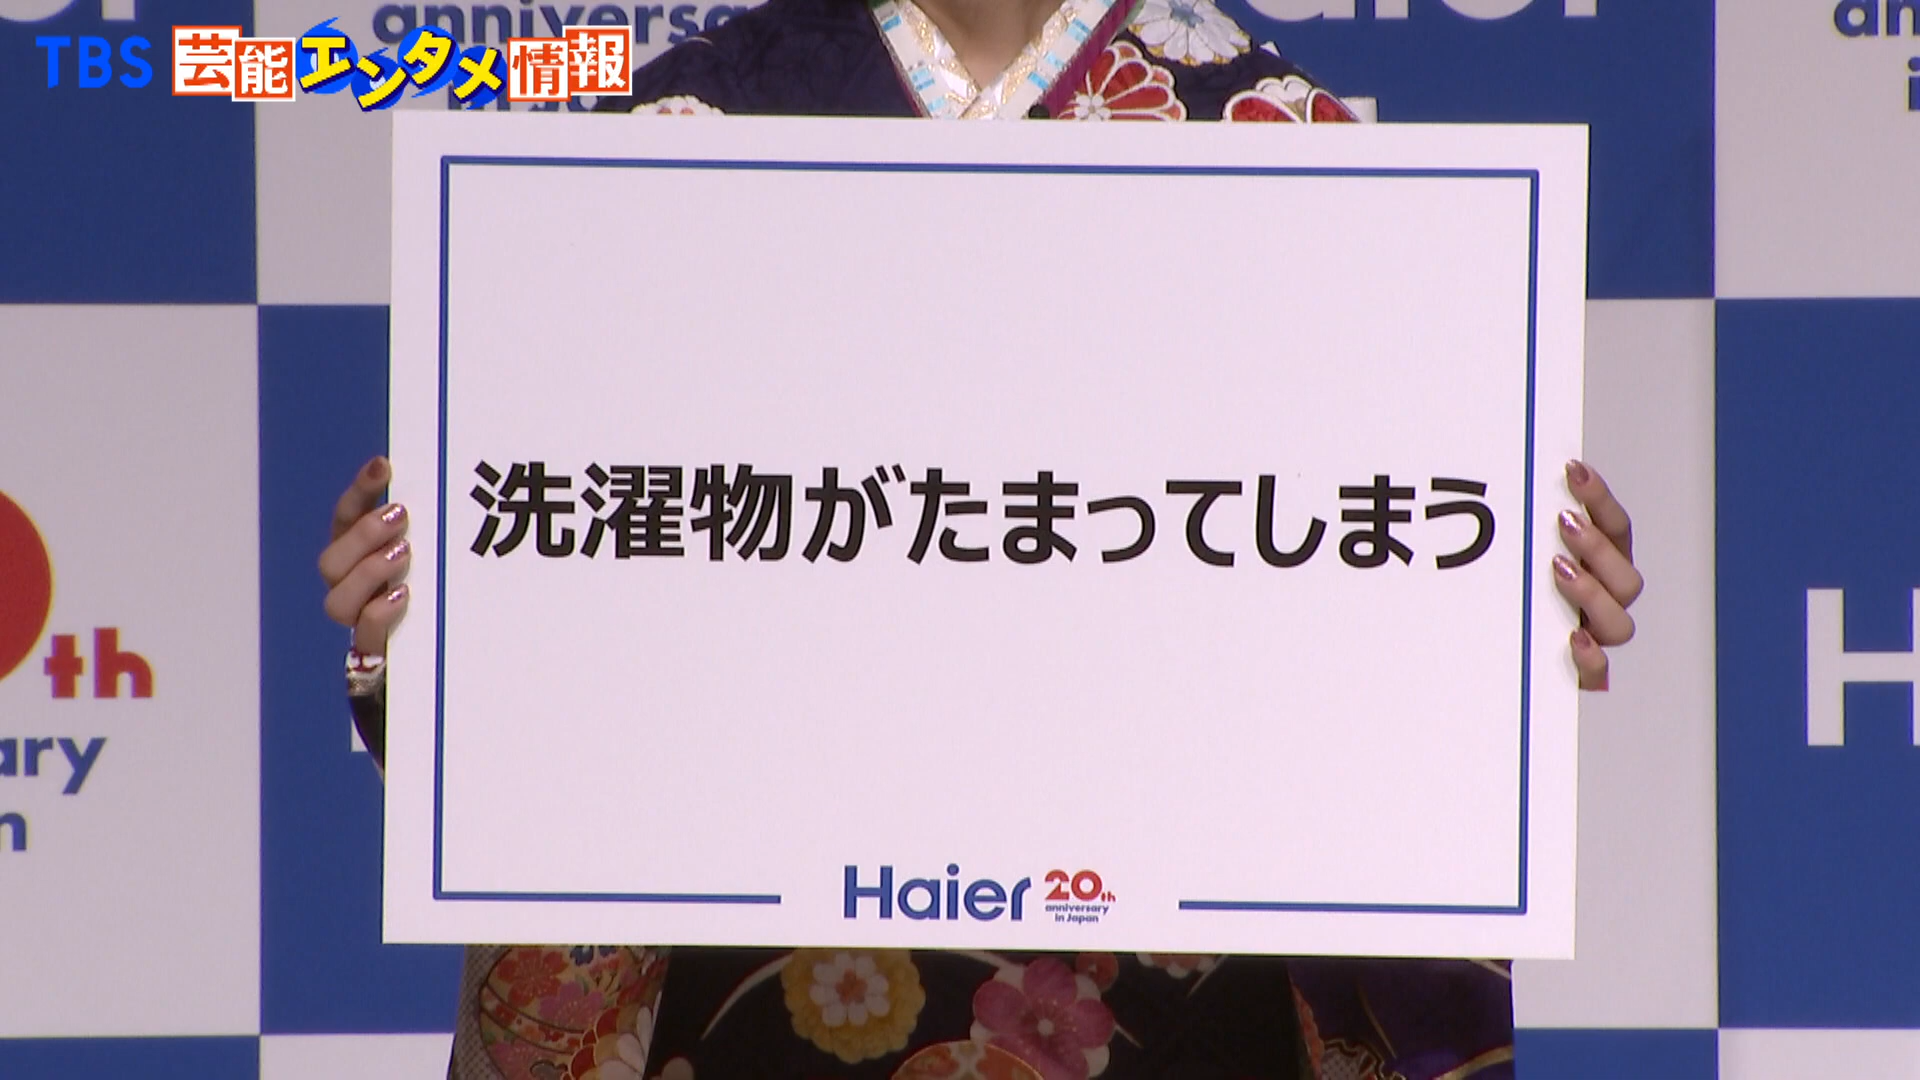 TBS 芸能エンタメ情報
洗濯物がたまってしまう
Haier 20th
anniversary
in Japan
th
H